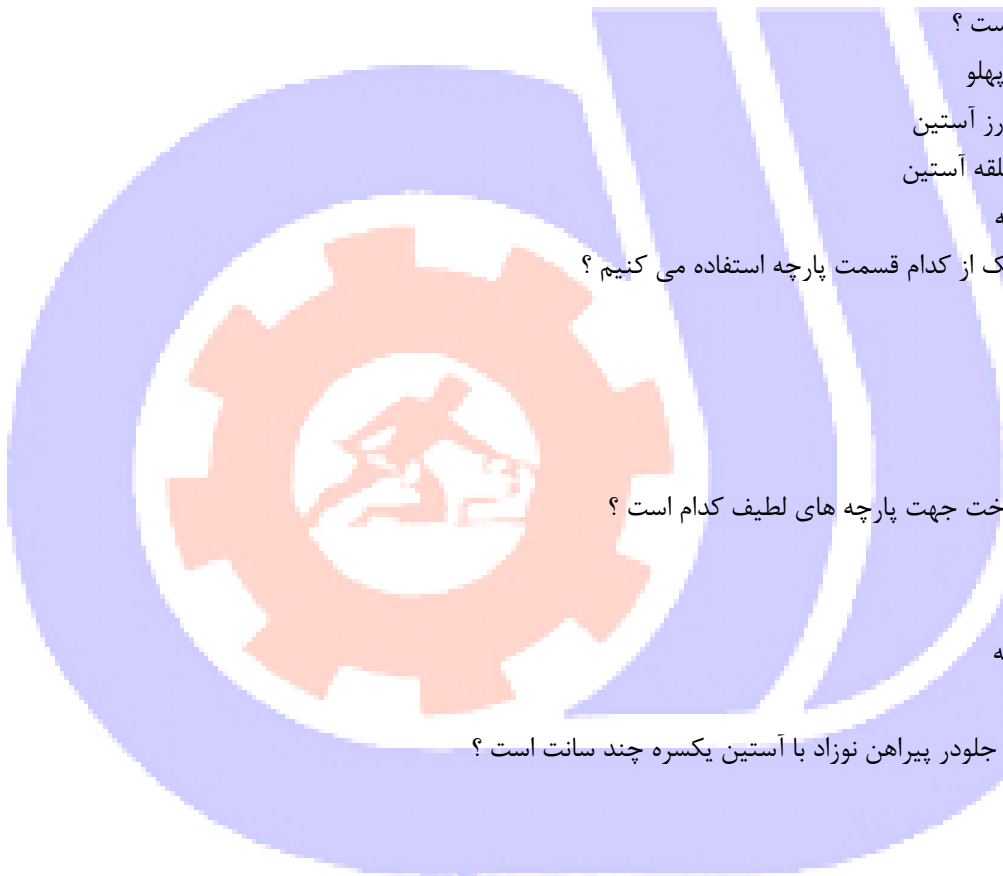 ست ؟
پهلو
رز آستین
لقه آستین
ه
ک از کدام قسمت پارچه استفاده می کنیم ؟
خت جهت پارچه های لطیف کدام است ؟
ه
جلودر پیراهن نوزاد با آستین یکسره چند سانت است ؟